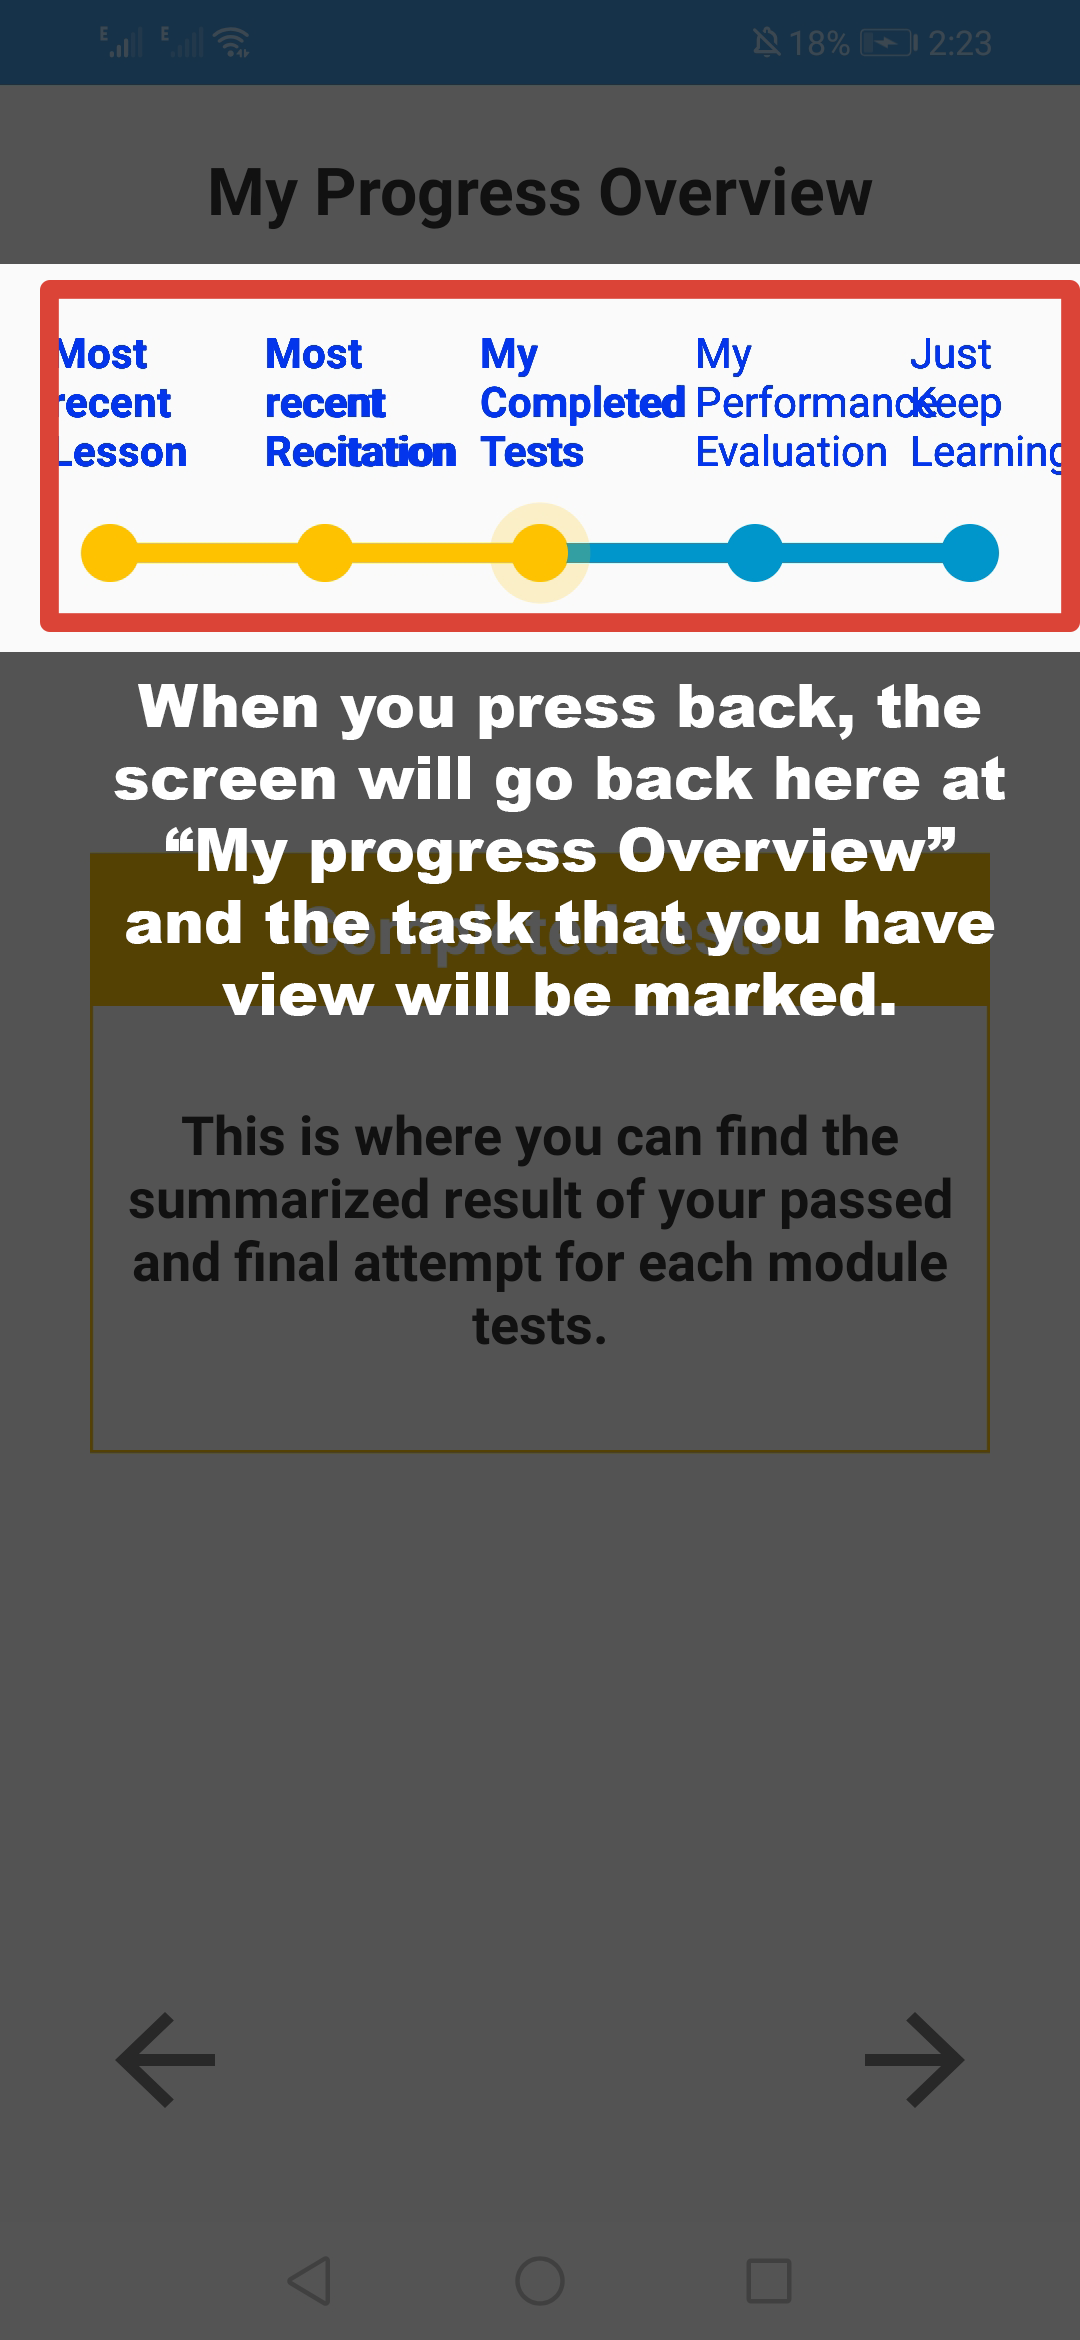 E E 18% 2:23
My Progress Overview
Most Most My My Just
recent recent Completed Performance Keep
Lesson Recitation Tests Evaluation Learning
When you press back, the
screen will go back here at
“My progress Overview”
and the task that you have
view will be marked.
Completed tests
This is where you can find the
summarized result of your passed
and final attempt for each module
tests.